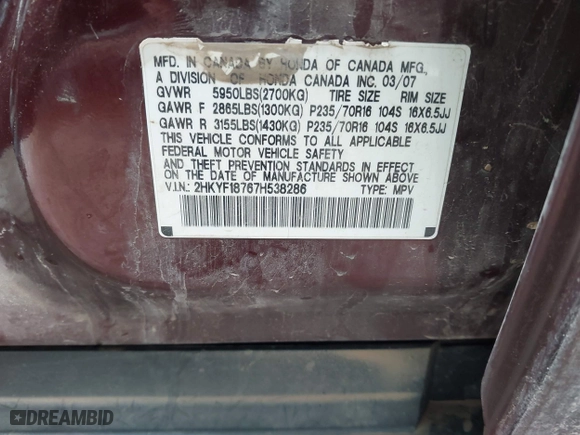 MFD. IN CANADA BY HONDA OF CANADA MFG.,
A DIVISION OF HONDA CANADA INC. 03/07
GVWR 5950LBS(2700KG) TIRE SIZE RIM SIZE
GAWR F 2865LBS(1300KG) P235/70R16 104S 16X6.5JJ
GAWR R 3155LBS(1430KG) P235/70R16 104S 16X6.5JJ
THIS VEHICLE CONFORMS TO ALL APPLICABLE
FEDERAL MOTOR VEHICLE SAFETY
AND THEFT PREVENTION STANDARDS IN EFFECT
ON THE DATE OF MANUFACTURE SHOWN ABOVE
V.I.N.: 2HKYF18767H538286 TYPE: MPV
DREAMBID